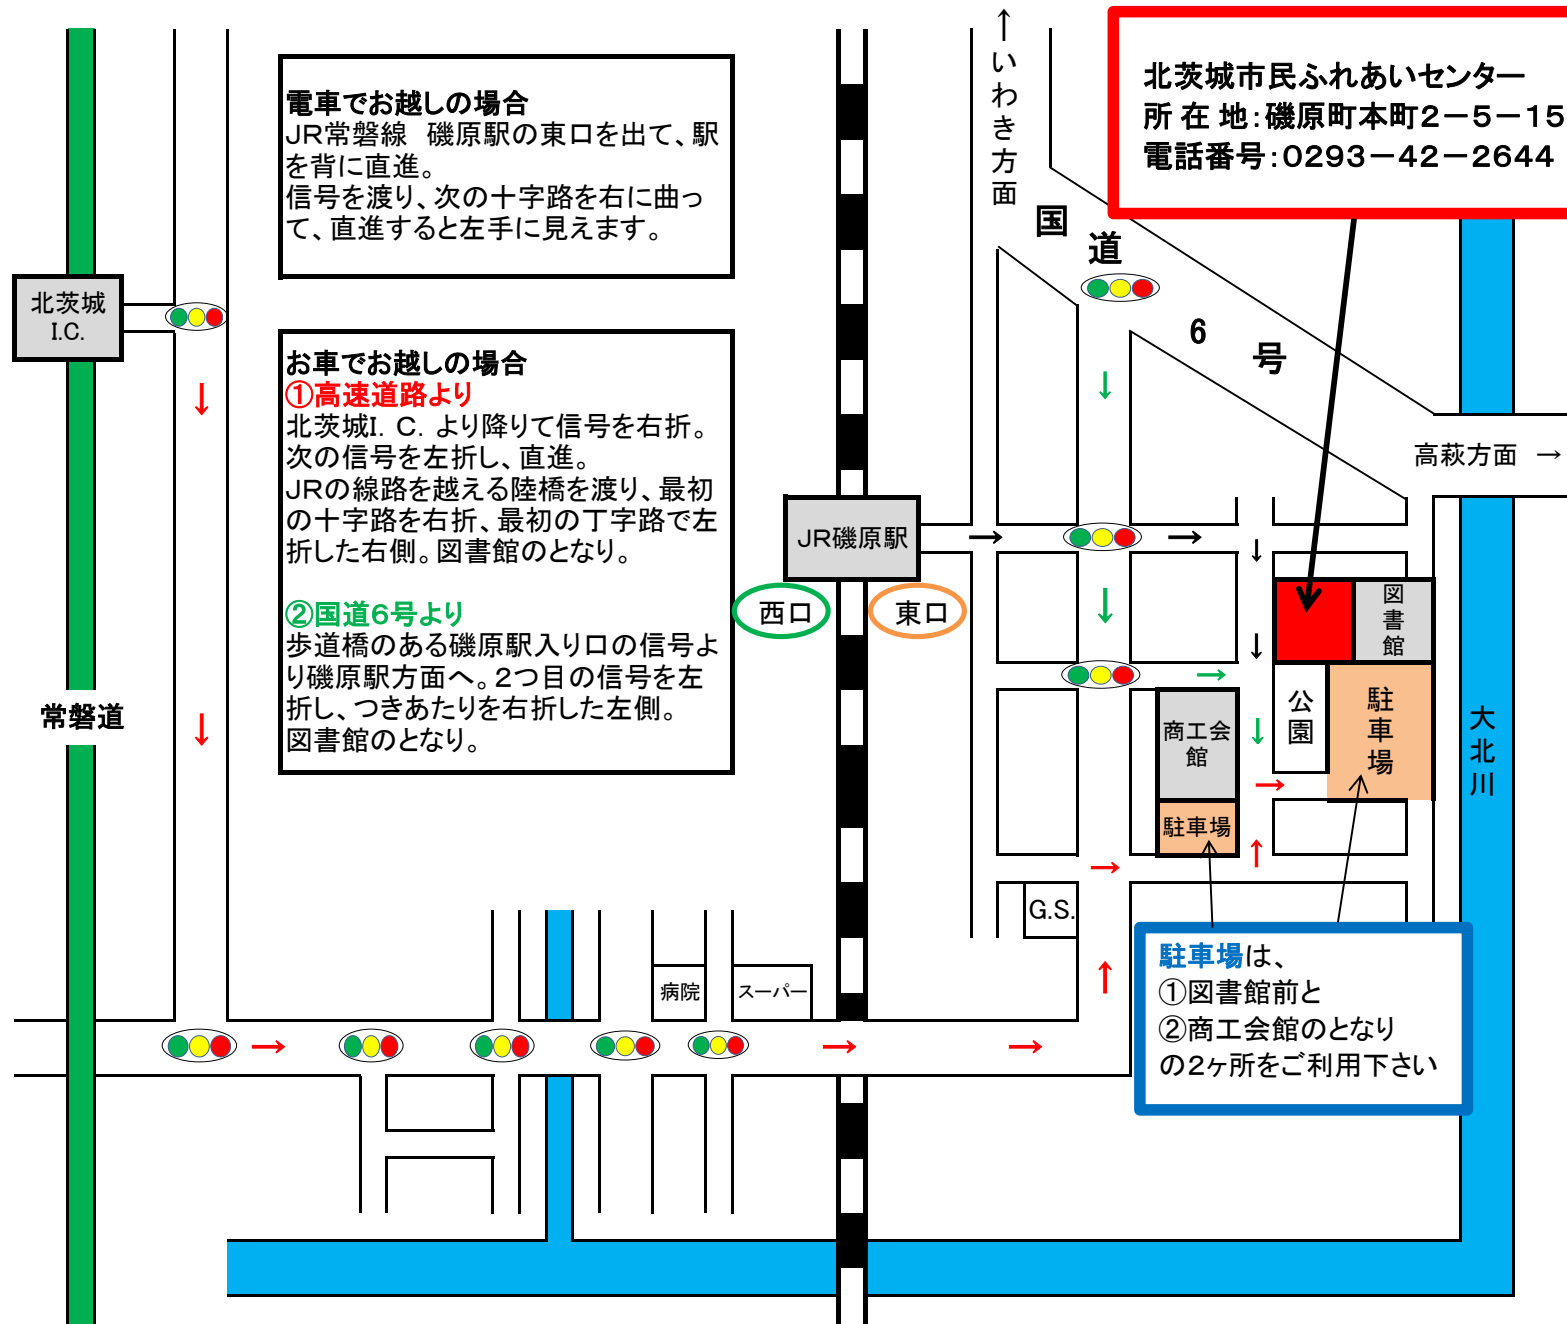 ↑いわき方面
北茨城市民ふれあいセンター
所 在 地:磯原町本町2-5-15
電話番号:0293-42-2644
電車でお越しの場合
JR常磐線 磯原駅の東口を出て、駅
を背に直進。
信号を渡り、次の十字路を右に曲っ
て、直進すると左手に見えます。
国道6号
北茨城
I.C.
お車でお越しの場合
①高速道路より
北茨城I. C. より降りて信号を右折。
次の信号を左折し、直進。
JRの線路を越える陸橋を渡り、最初
の十字路を右折、最初の丁字路で左
折した右側。図書館のとなり。
②国道6号より
歩道橋のある磯原駅入り口の信号よ
り磯原駅方面へ。2つ目の信号を左
折し、つきあたりを右折した左側。
図書館のとなり。
高萩方面 →
JR磯原駅
西口
東口
図書館
常磐道
公園
駐車場
商工会
館
駐車場
大北川
G.S.
病院
スーパー
駐車場は、
①図書館前と
②商工会館のとなり
の2ヶ所をご利用下さい